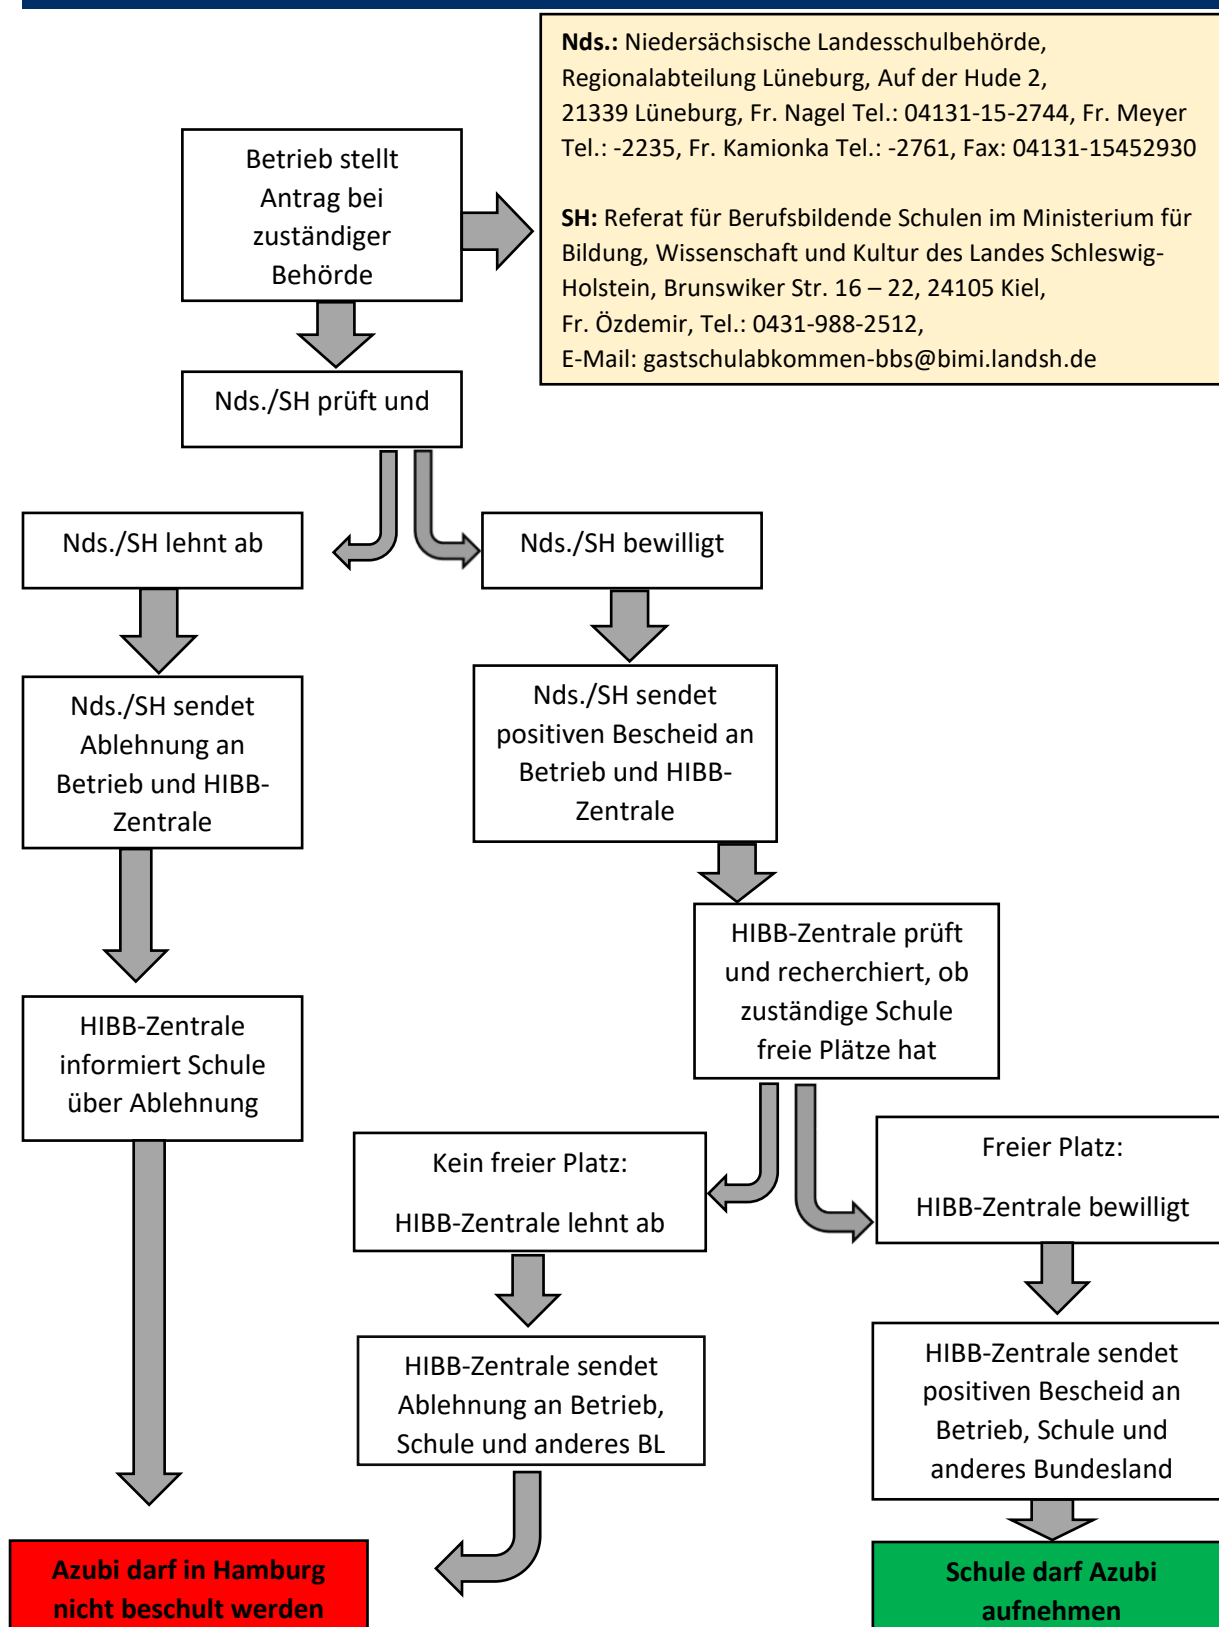 Nds.: Niedersächsische Landesschulbehörde,
Regionalabteilung Lüneburg, Auf der Hude 2,
21339 Lüneburg, Fr. Nagel Tel.: 04131-15-2744, Fr. Meyer
Tel.: -2235, Fr. Kamionka Tel.: -2761, Fax: 04131-15452930
SH: Referat für Berufsbildende Schulen im Ministerium für
Bildung, Wissenschaft und Kultur des Landes Schleswig-
Holstein, Brunswiker Str. 16 – 22, 24105 Kiel,
Fr. Özdemir, Tel.: 0431-988-2512,
E-Mail: gastschulabkommen-bbs@bimi.landsh.de
Betrieb stellt
Antrag bei
zuständiger
Behörde
Nds./SH prüft und
Nds./SH lehnt ab
Nds./SH bewilligt
Nds./SH sendet
Ablehnung an
Betrieb und HIBB-
Zentrale
Nds./SH sendet
positiven Bescheid an
Betrieb und HIBB-
Zentrale
HIBB-Zentrale prüft
und recherchiert, ob
zuständige Schule
freie Plätze hat
HIBB-Zentrale
informiert Schule
über Ablehnung
Kein freier Platz:
HIBB-Zentrale lehnt ab
Freier Platz:
HIBB-Zentrale bewilligt
HIBB-Zentrale sendet
Ablehnung an Betrieb,
Schule und anderes BL
HIBB-Zentrale sendet
positiven Bescheid an
Betrieb, Schule und
anderes Bundesland
Azubi darf in Hamburg
nicht beschult werden
Schule darf Azubi
aufnehmen